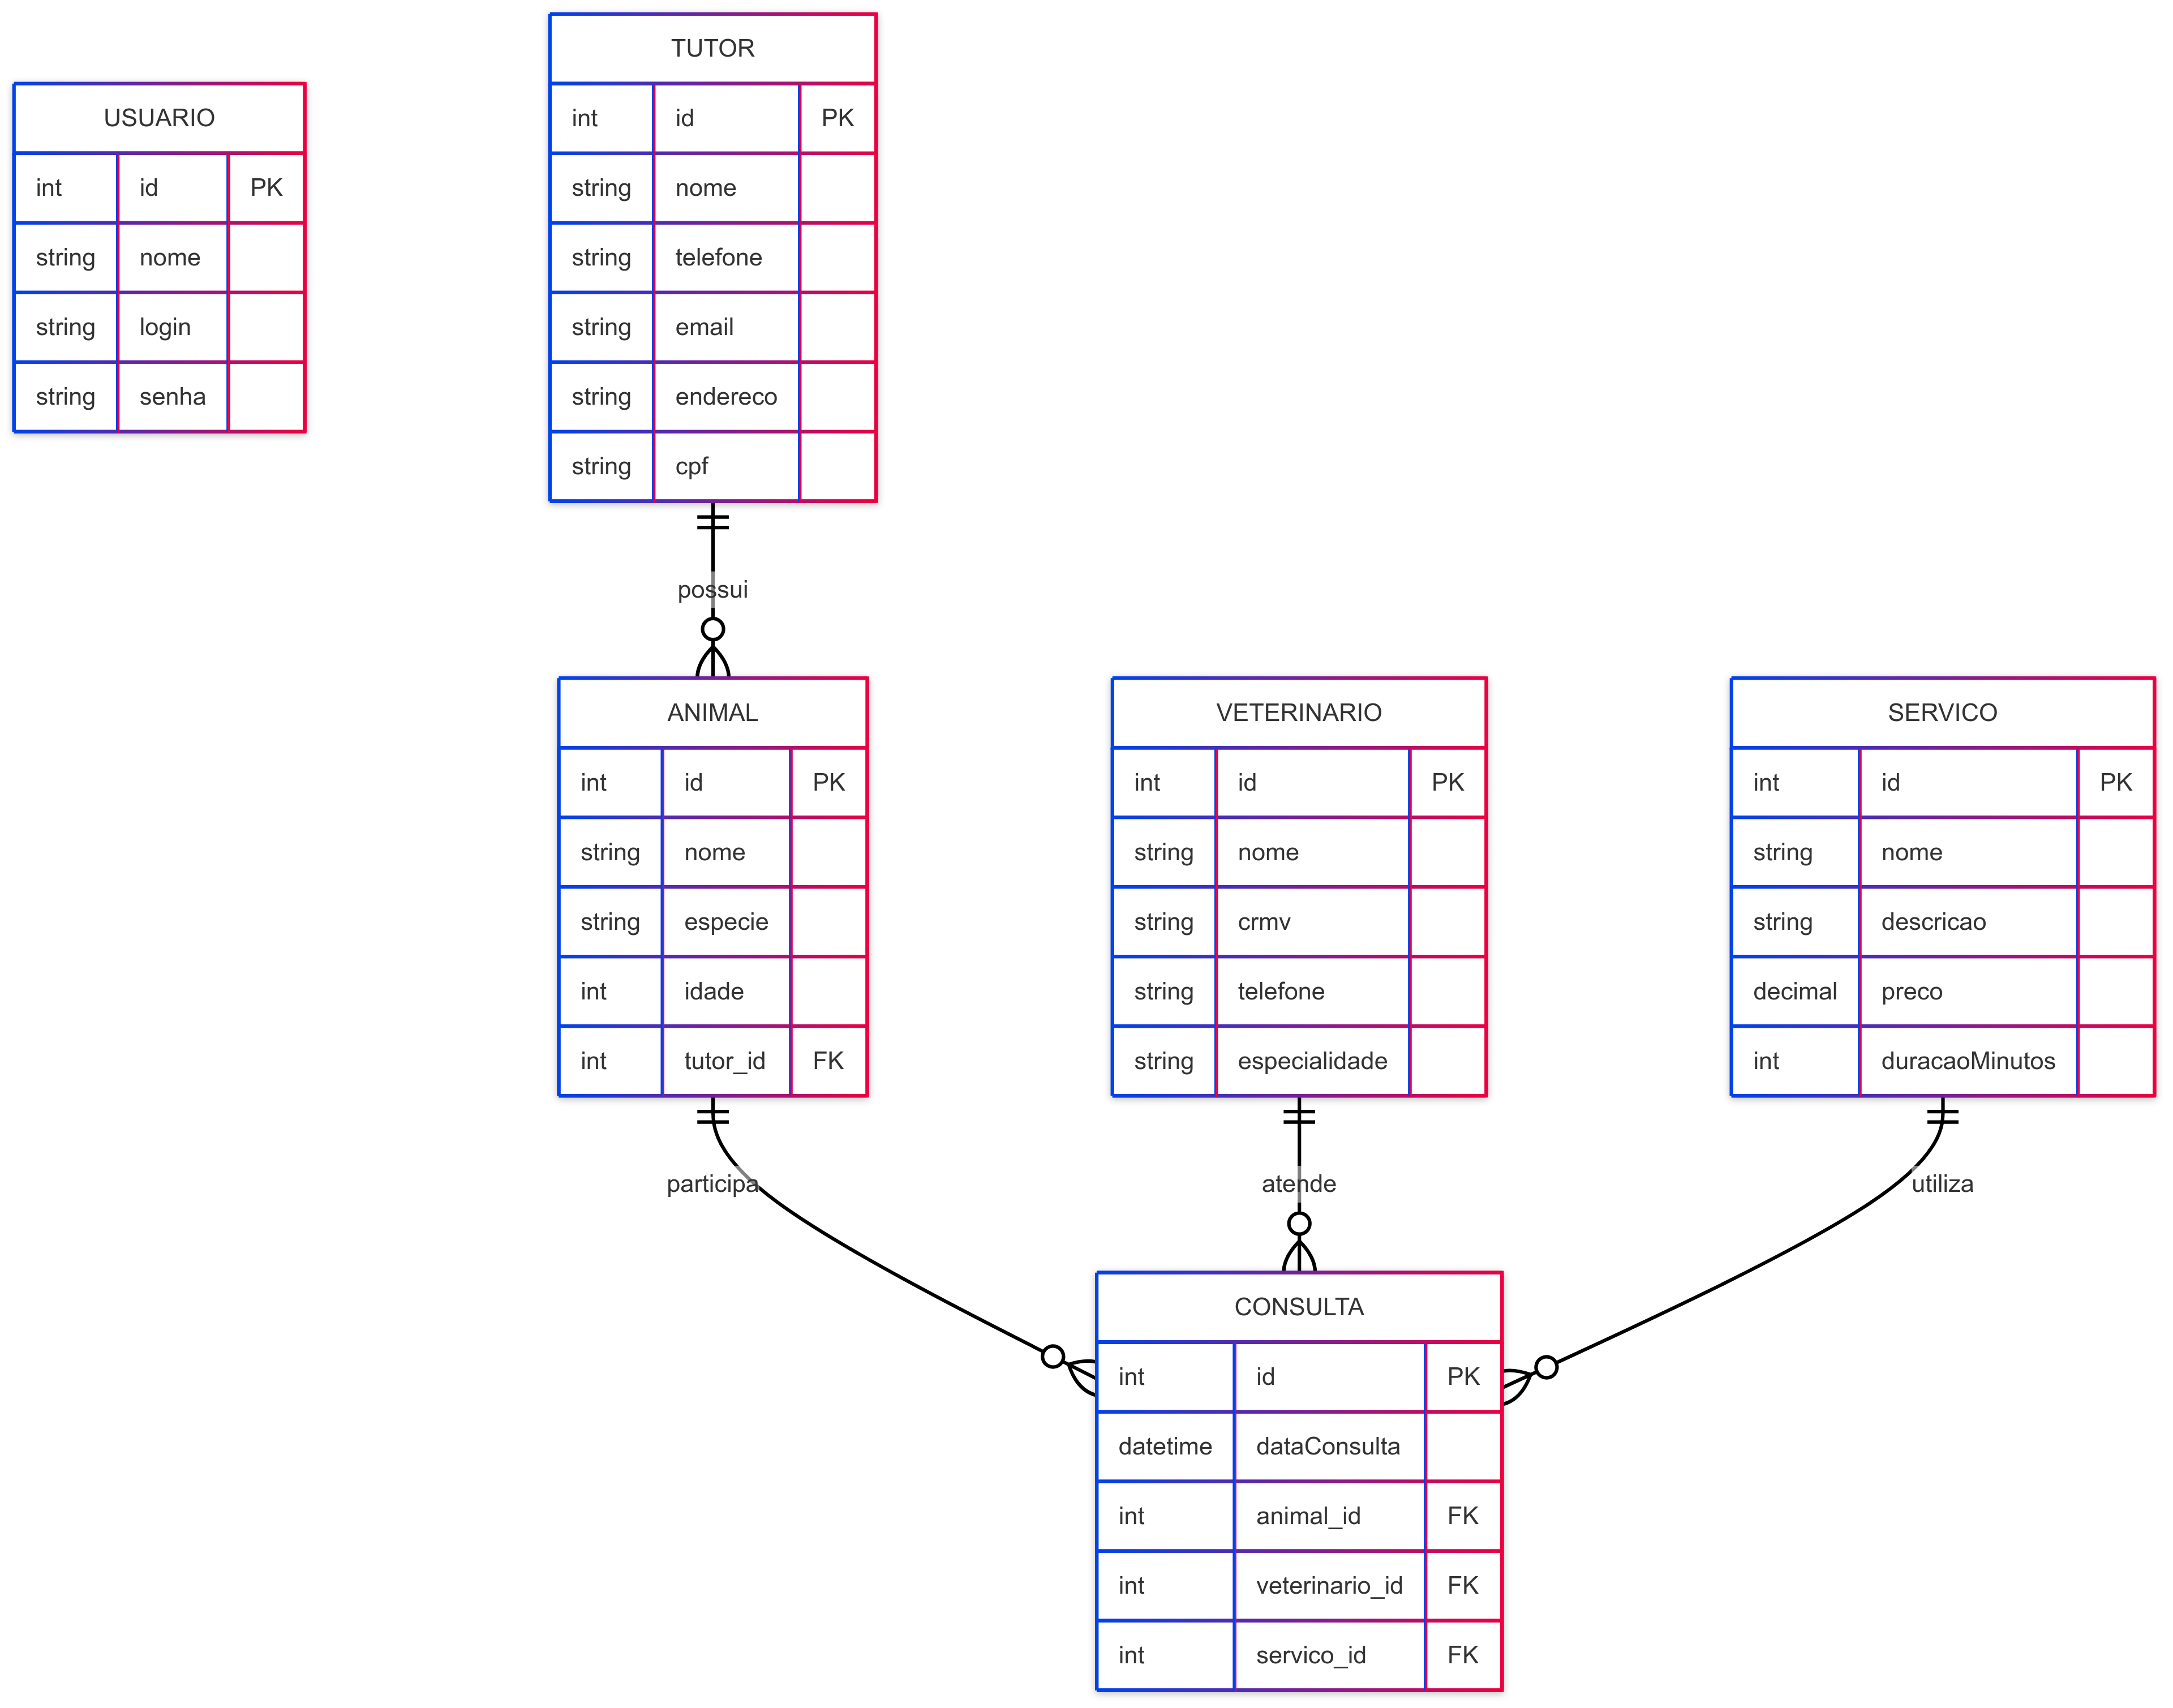 USUARIO
int id PK
string nome
string login
string senha
TUTOR
int id PK
string nome
string telefone
string email
string endereco
string cpf
possui
ANIMAL
int id PK
string nome
string especie
int idade
int tutor_id FK
VETERINARIO
int id PK
string nome
string crmv
string telefone
string especialidade
SERVICO
int id PK
string nome
string descricao
decimal preco
int duracaoMinutos
participa
atende
utiliza
CONSULTA
int id PK
datetime dataConsulta
int animal_id FK
int veterinario_id FK
int servico_id FK